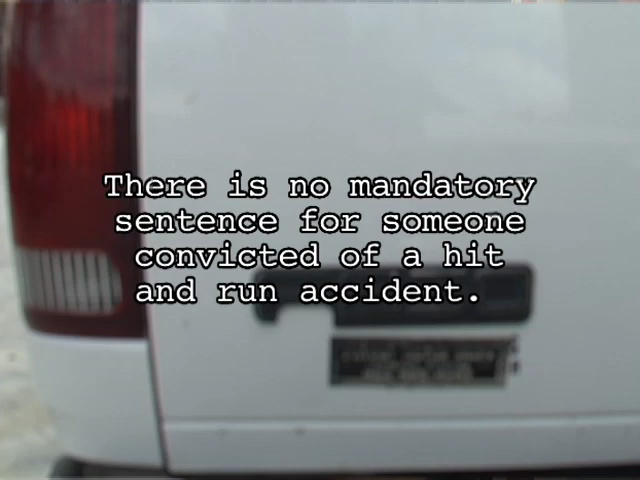 There is no mandatory
sentence for someone
convicted of a hit
and run accident.